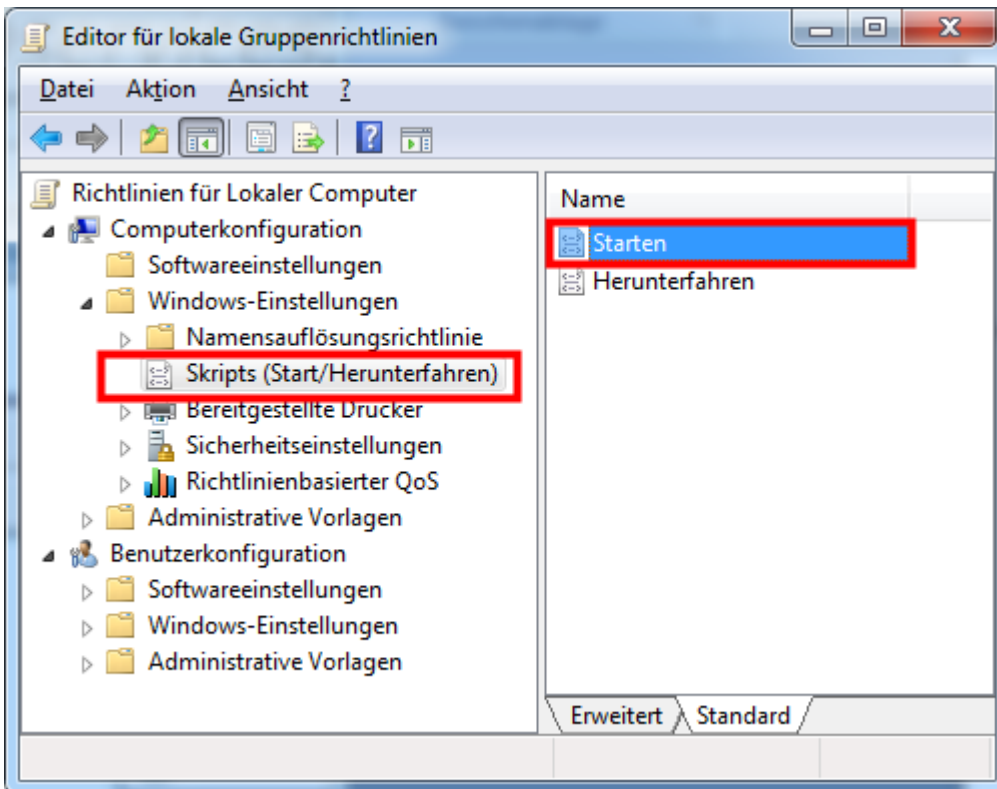 Editor für lokale Gruppenrichtlinien
Datei Aktion Ansicht ?
Richtlinien für Lokaler Computer
Computerkonfiguration
Softwareeinstellungen
Windows-Einstellungen
Namensauflösungsrichtlinie
Skripts (Start/Herunterfahren)
Bereitgestellte Drucker
Sicherheitseinstellungen
Richtlinienbasierter QoS
Administrative Vorlagen
Benutzerkonfiguration
Softwareeinstellungen
Windows-Einstellungen
Administrative Vorlagen
Name
Starten
Herunterfahren
Erweitert Standard